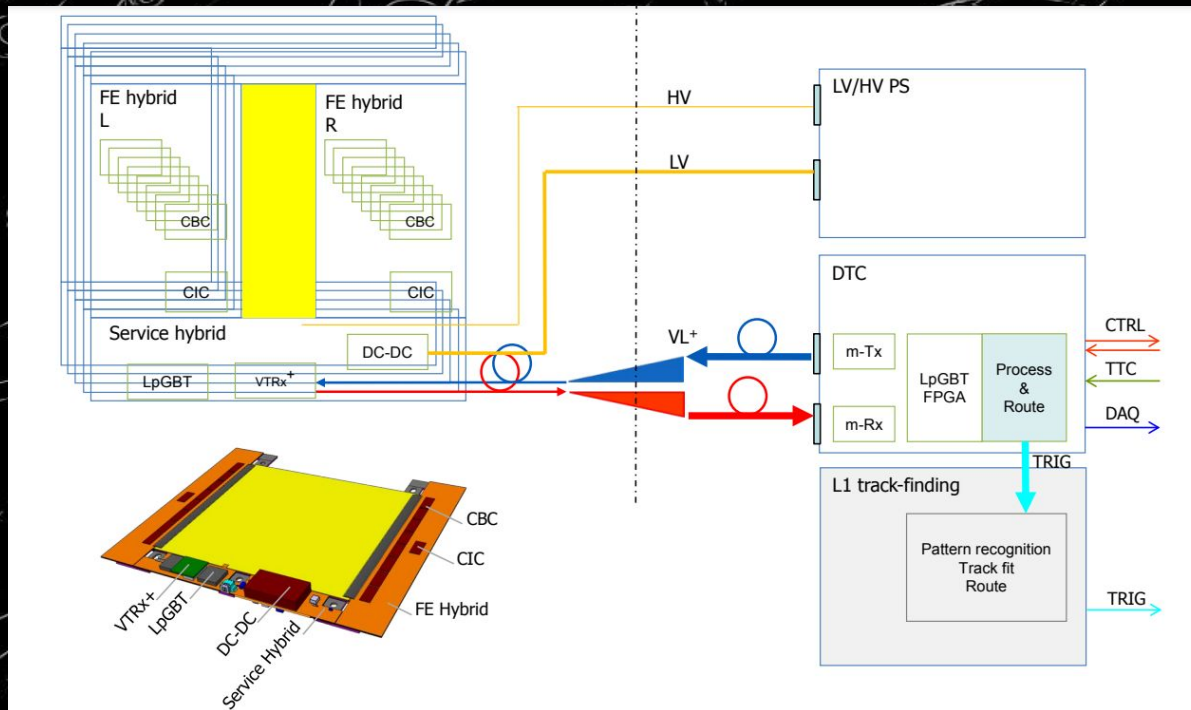 FE hybrid
L
FE hybrid
R
CBC
CBC
CIC
CIC
Service hybrid
DC-DC
LpGBT
VTRx+
HV
LV
VL+
LV/HV PS
DTC
m-Tx
m-Rx
LpGBT
FPGA
Process
&
Route
CTRL
TTC
DAQ
TRIG
L1 track-finding
Pattern recognition
Track fit
Route
TRIG
CBC
CIC
FE Hybrid
VTRx+
LpGBT
DC-DC
Service Hybrid